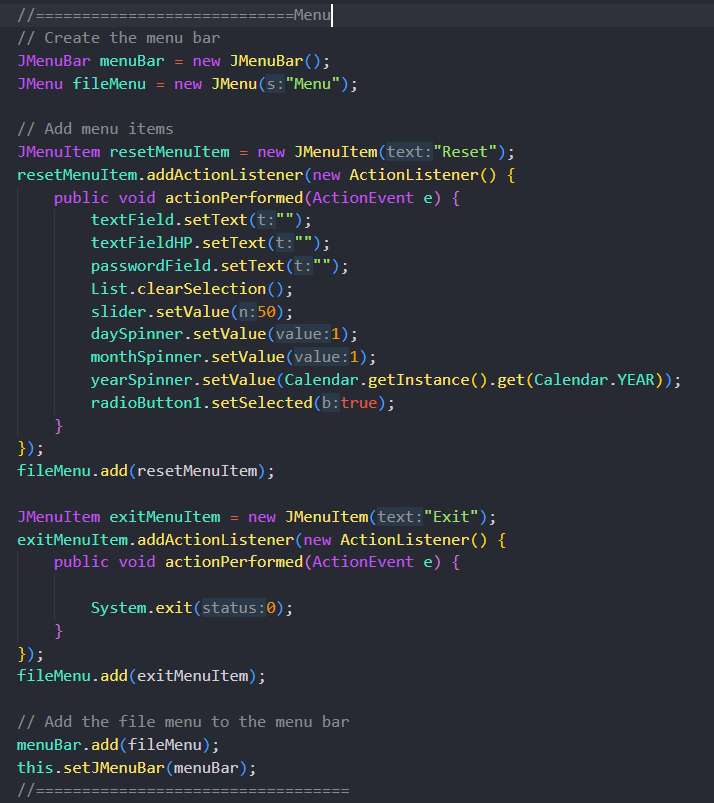 //============================Menu
// Create the menu bar
JMenuBar menuBar = new JMenuBar();
JMenu fileMenu = new JMenu(s:"Menu");
// Add menu items
JMenuItem resetMenuItem = new JMenuItem(text:"Reset");
resetMenuItem.addActionListener(new ActionListener() {
public void actionPerformed(ActionEvent e) {
textField.setText(t:"");
textFieldHP.setText(t:"");
passwordField.setText(t:"");
List.clearSelection();
slider.setValue(n:50);
daySpinner.setValue(value:1);
monthSpinner.setValue(value:1);
yearSpinner.setValue(Calendar.getInstance().get(Calendar.YEAR));
radioButton1.setSelected(b:true);
}
});
fileMenu.add(resetMenuItem);
JMenuItem exitMenuItem = new JMenuItem(text:"Exit");
exitMenuItem.addActionListener(new ActionListener() {
public void actionPerformed(ActionEvent e) {
System.exit(status:0);
}
});
fileMenu.add(exitMenuItem);
// Add the file menu to the menu bar
menuBar.add(fileMenu);
this.setJMenuBar(menuBar);
//==================================